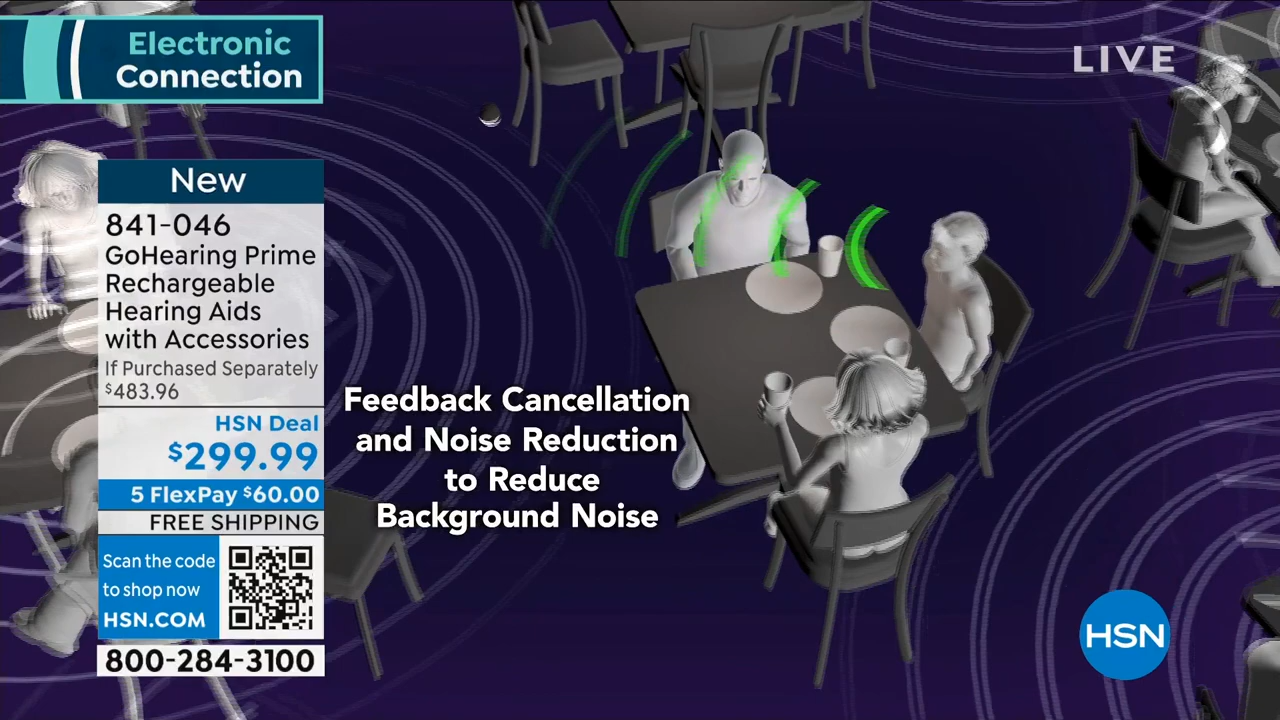 Electronic
Connection
LIVE
New
841-046
GoHearing Prime
Rechargeable
Hearing Aids
with Accessories
If Purchased Separately
$483.96
HSN Deal
$299.99
5 FlexPay $60.00
FREE SHIPPING
Scan the code
to shop now
HSN.COM
800-284-3100
Feedback Cancellation
and Noise Reduction
to Reduce
Background Noise
HSN